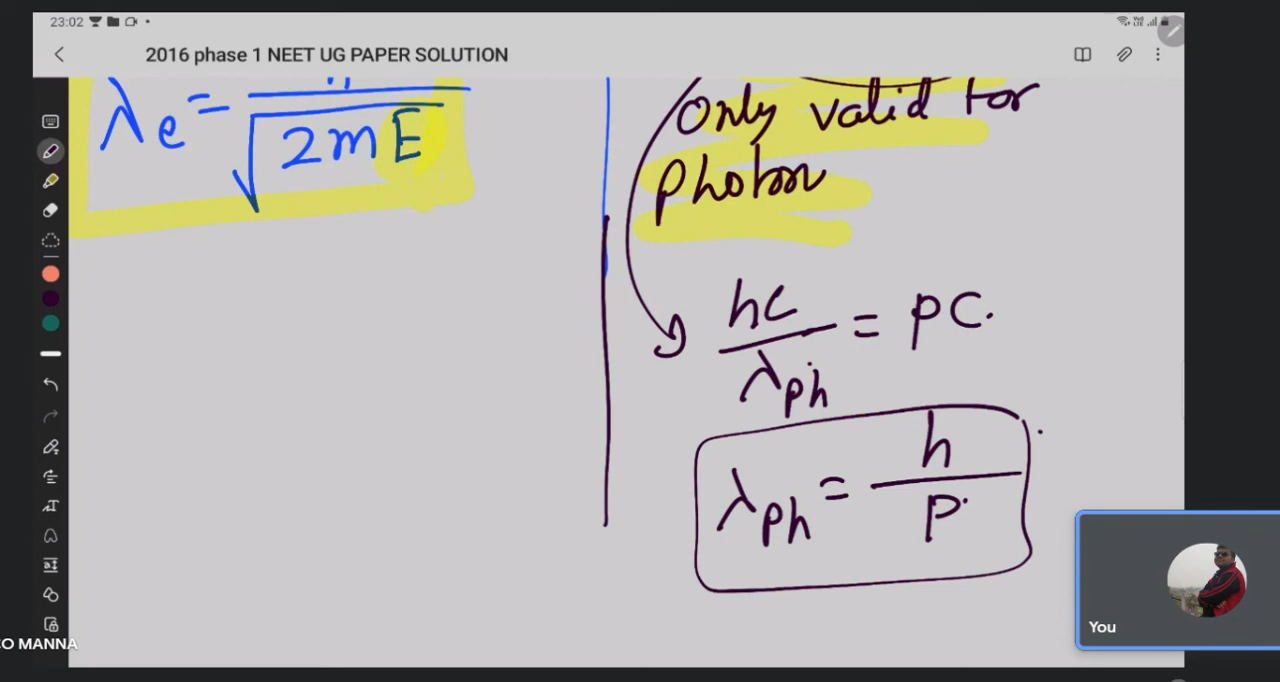 23:02
2016 phase 1 NEET UG PAPER SOLUTION
λe = 
√2mE
Only valid for
photon
hc/λph = pc.
λph = h/p
You
O MANNA